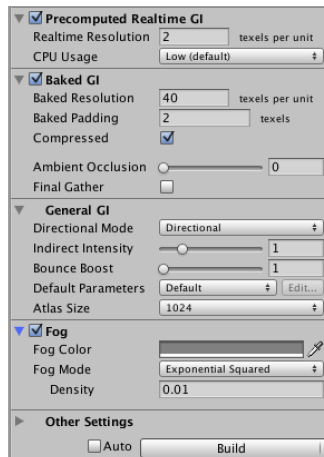 Precomputed Realtime GI
Realtime Resolution 2 texels per unit
CPU Usage Low (default)
Baked GI
Baked Resolution 40 texels per unit
Baked Padding 2 texels
Compressed
Ambient Occlusion 0
Final Gather
General GI
Directional Mode Directional
Indirect Intensity 1
Bounce Boost 1
Default Parameters Default Edit...
Atlas Size 1024
Fog
Fog Color
Fog Mode Exponential Squared
Density 0.01
Other Settings
Auto Build